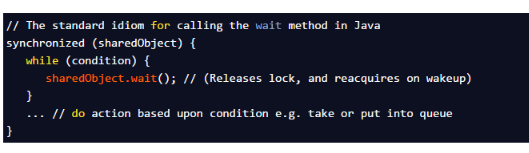 // The standard idiom for calling the wait method in Java
synchronized (sharedObject) {
   while (condition) {
      sharedObject.wait(); // (Releases lock, and reacquires on wakeup)
   }
   ... // do action based upon condition e.g. take or put into queue
}